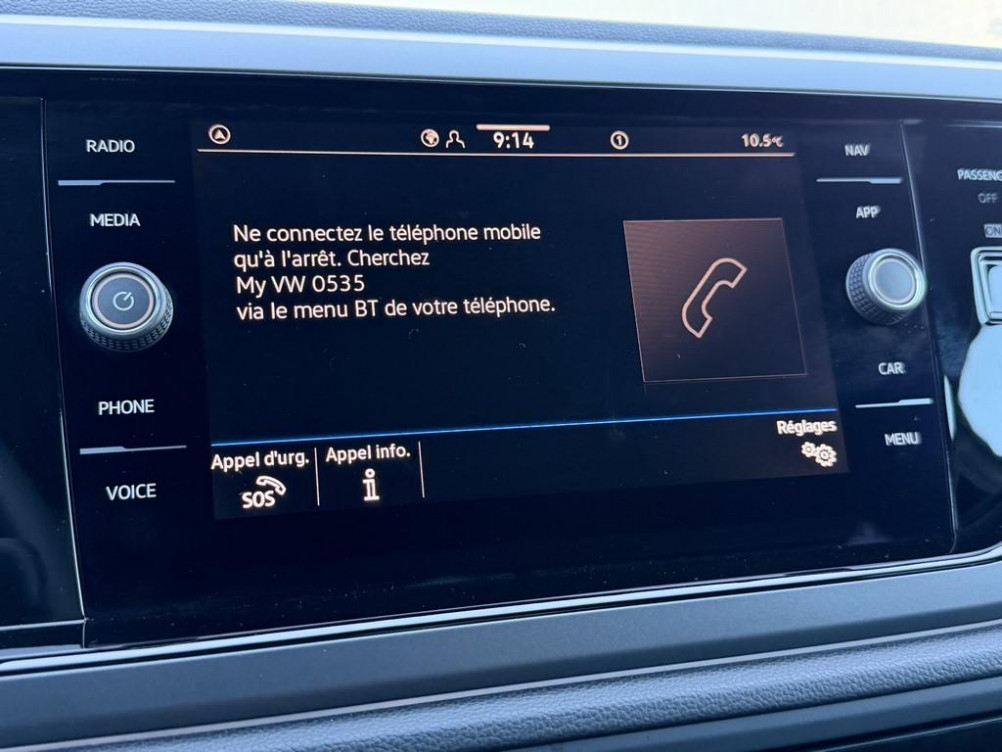 RADIO
MEDIA
PHONE
VOICE
9:14
1
10.5°C
Ne connectez le téléphone mobile
qu'à l'arrêt. Cherchez
My VW 0535
via le menu BT de votre téléphone.
Appel d'urg.
SOS
Appel info.
i
Réglages
NAV
APP
CAR
MENU
PASSENG
OFF
ON